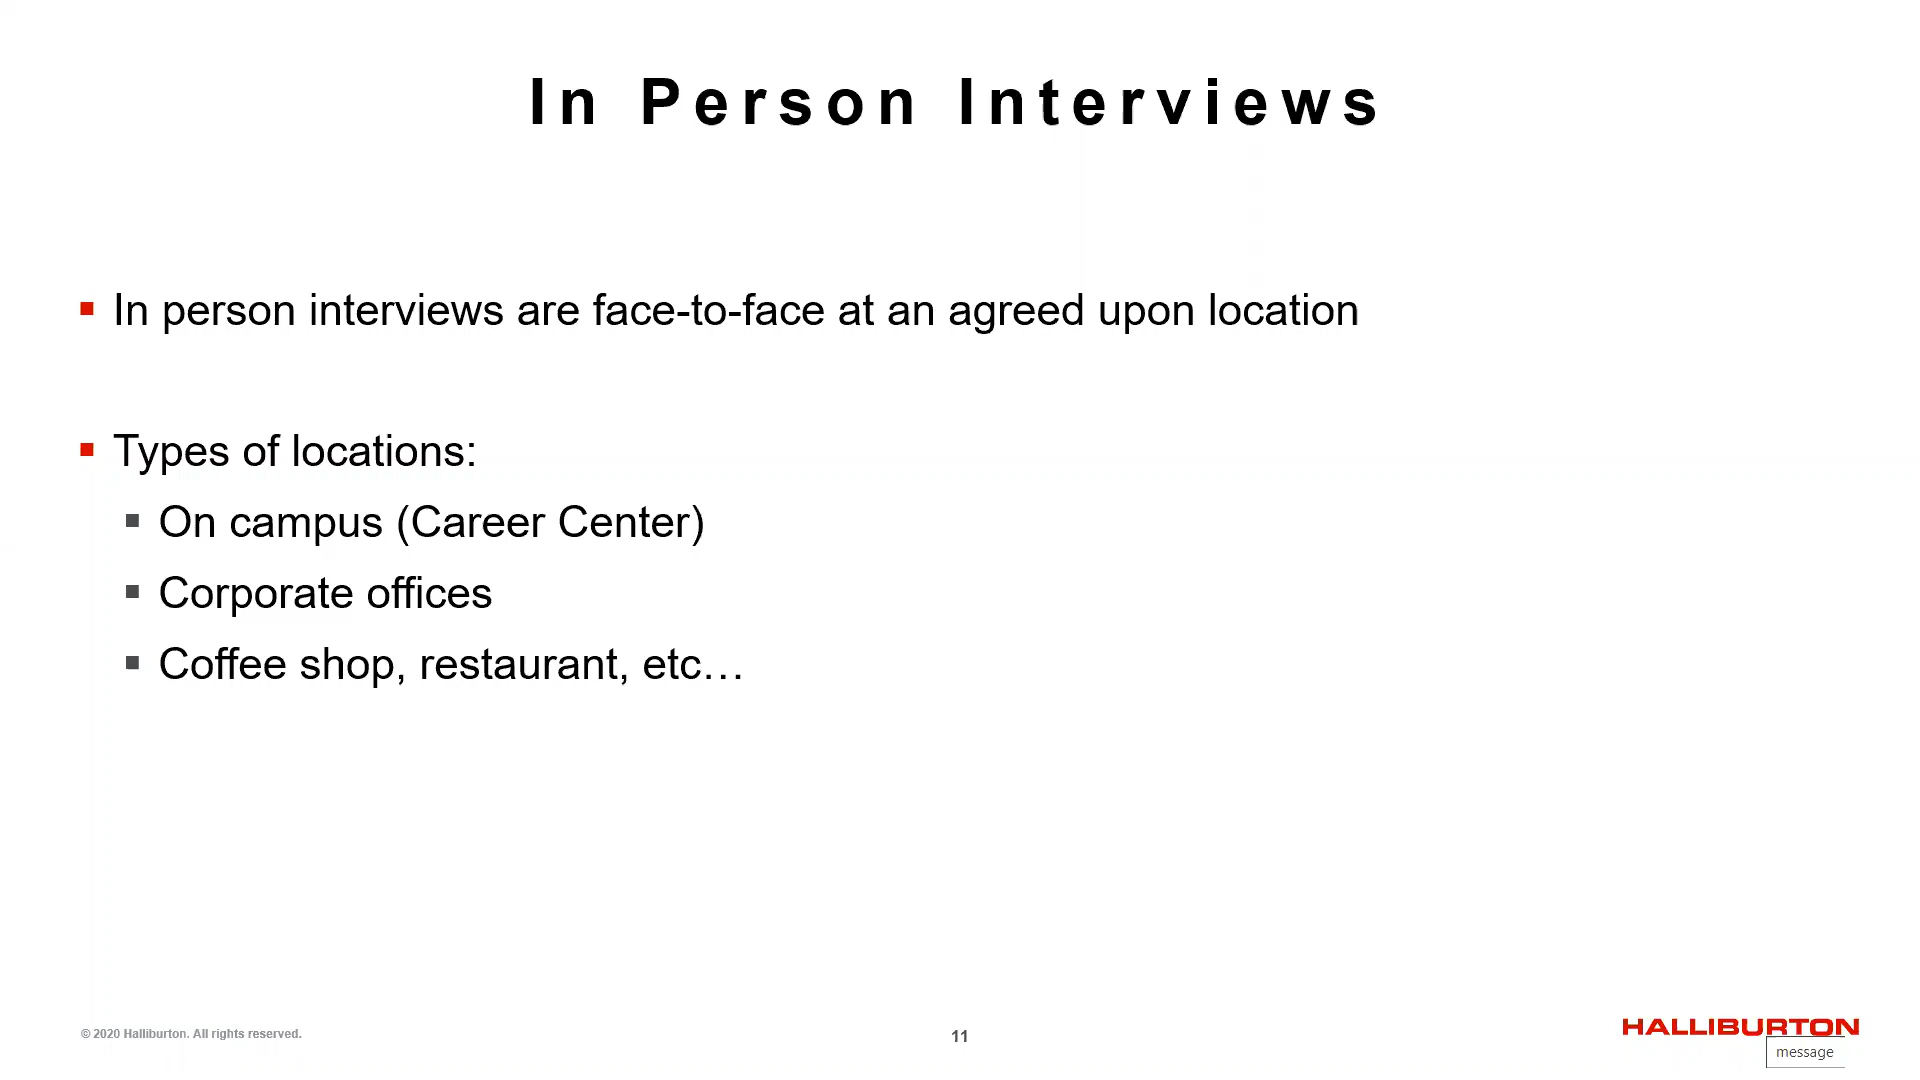 In Person Interviews
In person interviews are face-to-face at an agreed upon location
Types of locations:
On campus (Career Center)
Corporate offices
Coffee shop, restaurant, etc…
© 2020 Halliburton. All rights reserved.
11
HALLIBURTON
message